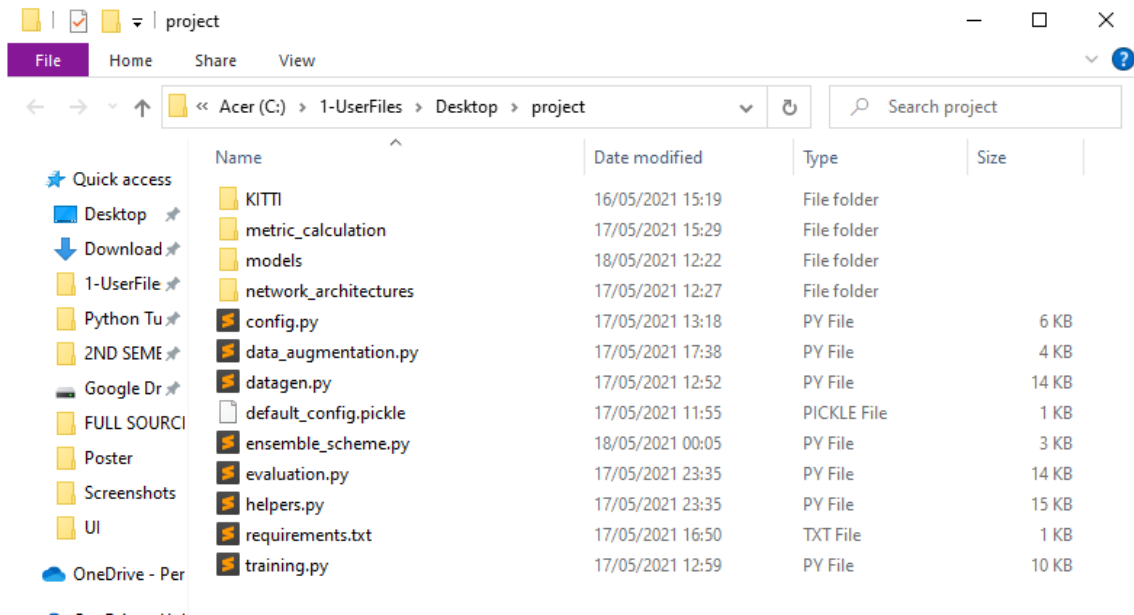 project
File Home Share View
« Acer (C:) › 1-UserFiles › Desktop › project Search project
Name Date modified Type Size
Quick access
Desktop
Download
1-UserFile
Python Tu
2ND SEME
Google Dr
FULL SOURCI
Poster
Screenshots
UI
OneDrive - Per
KITTI 16/05/2021 15:19 File folder
metric_calculation 17/05/2021 15:29 File folder
models 18/05/2021 12:22 File folder
network_architectures 17/05/2021 12:27 File folder
config.py 17/05/2021 13:18 PY File 6 KB
data_augmentation.py 17/05/2021 17:38 PY File 4 KB
datagen.py 17/05/2021 12:52 PY File 14 KB
default_config.pickle 17/05/2021 11:55 PICKLE File 1 KB
ensemble_scheme.py 18/05/2021 00:05 PY File 3 KB
evaluation.py 17/05/2021 23:35 PY File 14 KB
helpers.py 17/05/2021 23:35 PY File 15 KB
requirements.txt 17/05/2021 16:50 TXT File 1 KB
training.py 17/05/2021 12:59 PY File 10 KB